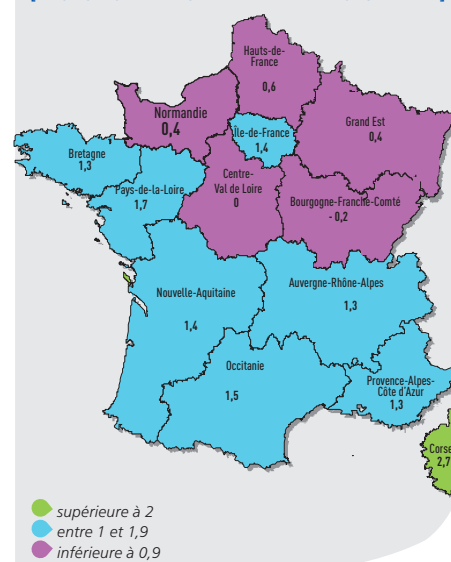 Hauts-de-
France
0,6
Normandie
0,4
Grand Est
0,4
Île-de-France
1,4
Bretagne
1,3
Pays-de-la-Loire
1,7
Centre-
Val de Loire
0
Bourgogne-Franche-Comté
- 0,2
Nouvelle-Aquitaine
1,4
Auvergne-Rhône-Alpes
1,3
Occitanie
1,5
Provence-Alpes-
Côte d'Azur
1,3
Corse
2,7
supérieure à 2
entre 1 et 1,9
inférieure à 0,9